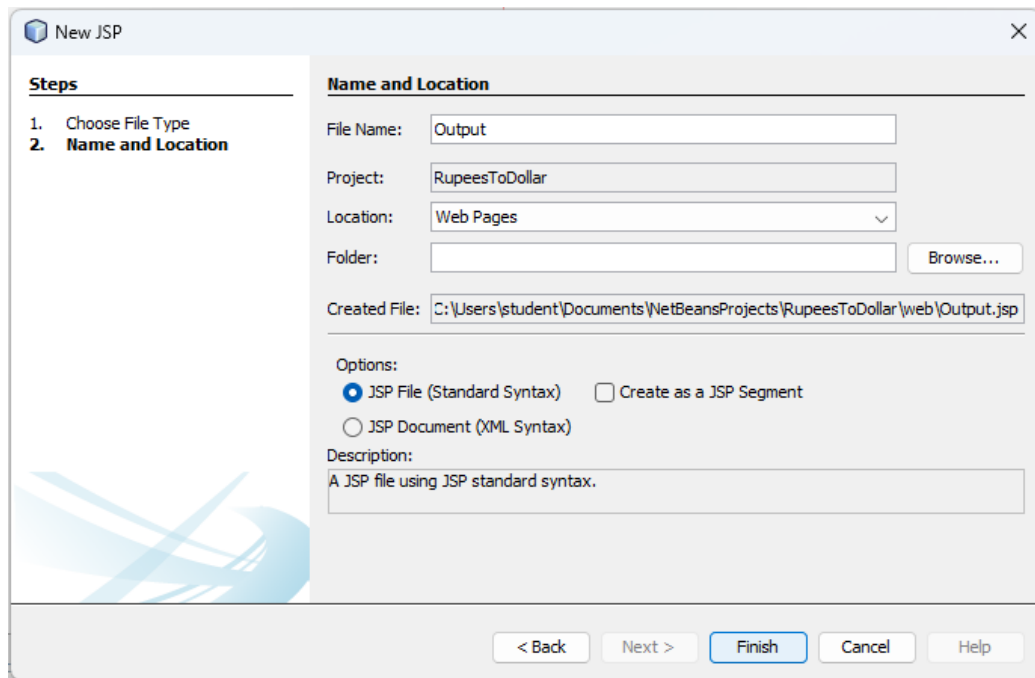 New JSP
Steps
1. Choose File Type
2. Name and Location
Name and Location
File Name: Output
Project: RupeesToDollar
Location: Web Pages
Folder: Browse...
Created File: C:\Users\student\Documents\NetBeansProjects\RupeesToDollar\web\Output.jsp
Options:
JSP File (Standard Syntax) Create as a JSP Segment
JSP Document (XML Syntax)
Description:
A JSP file using JSP standard syntax.
< Back Next > Finish Cancel Help